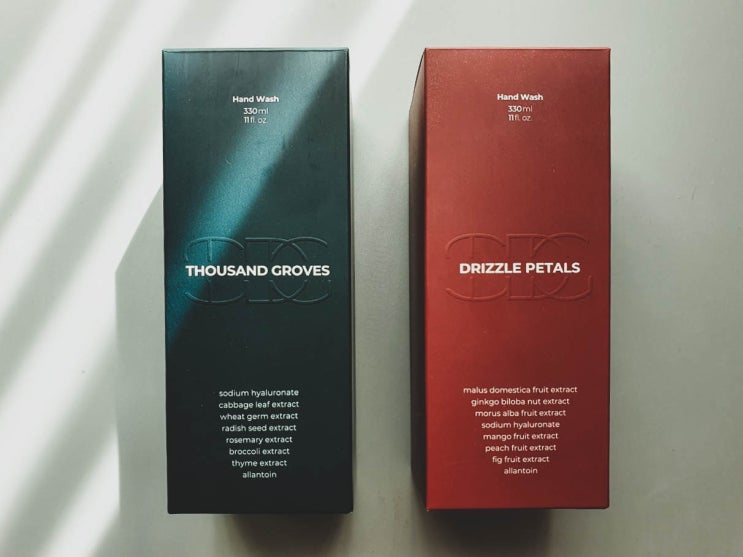 Hand Wash
330ml
11 fl. oz.
THOUSAND GROVES
sodium hyaluronate
cabbage leaf extract
wheat germ extract
radish seed extract
rosemary extract
broccoli extract
thyme extract
allantoin
Hand Wash
330ml
11 fl. oz.
DRIZZLE PETALS
malus domestica fruit extract
ginkgo biloba nut extract
morus alba fruit extract
sodium hyaluronate
mango fruit extract
peach fruit extract
fig fruit extract
allantoin